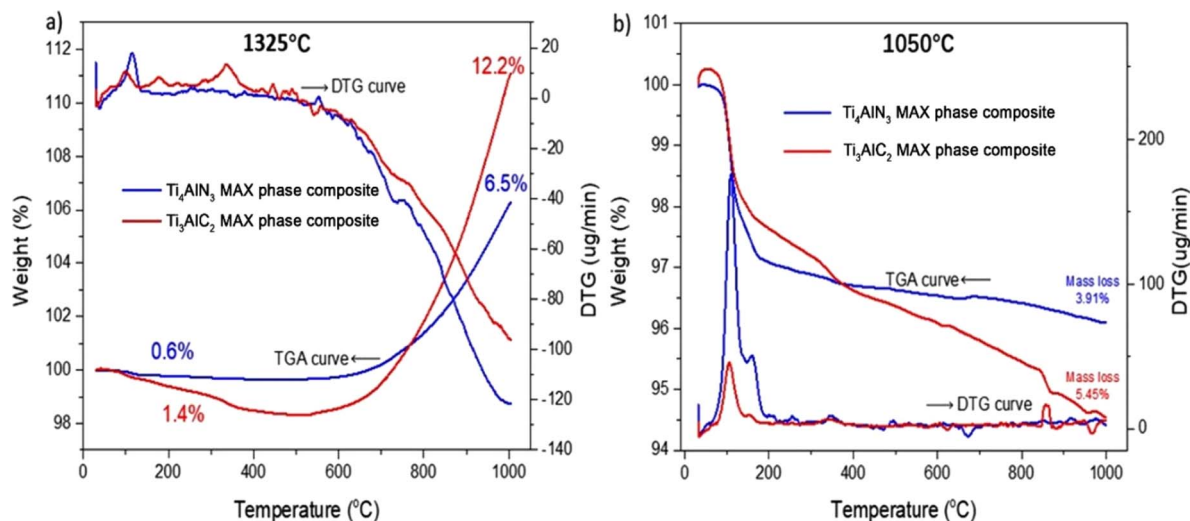 a)
1325°C
112
110
108
106
104
102
100
98
Weight (%)
20
0
-20
-40
-60
-80
-100
-120
-140
DTG (ug/min)
12.2%
→ DTG curve
Ti₄AlN₃ MAX phase composite
Ti₃AlC₂ MAX phase composite
6.5%
0.6%
TGA curve ←
1.4%
0 200 400 600 800 1000
Temperature (°C)
b)
1050°C
101
100
99
98
97
96
95
94
Weight (%)
200
100
0
DTG(ug/min)
Ti₄AlN₃ MAX phase composite
Ti₃AlC₂ MAX phase composite
TGA curve ←
Mass loss
3.91%
Mass loss
5.45%
→ DTG curve
0 200 400 600 800 1000
Temperature (°C)